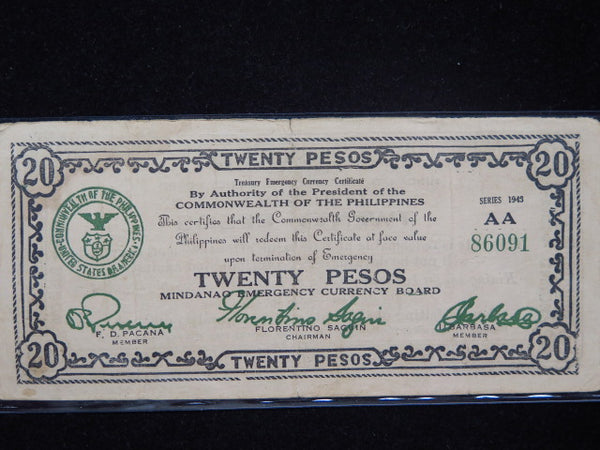 20 TWENTY PESOS 20
Treasury Emergency Currency Certificate
By Authority of the President of the
COMMONWEALTH OF THE PHILIPPINES
SERIES 1943
AA
86091
COMMONWEALTH OF THE PHILIPPINES
UNITED STATES OF AMERICA
This certifies that the Commonwealth Government of the
Philippines will redeem this Certificate at face value
upon termination of Emergency
TWENTY PESOS
MINDANAO EMERGENCY CURRENCY BOARD
Florentino Saguin
F. D. PACANA
MEMBER
FLORENTINO SAGUIN
CHAIRMAN
BARBASA
MEMBER
20 TWENTY PESOS 20